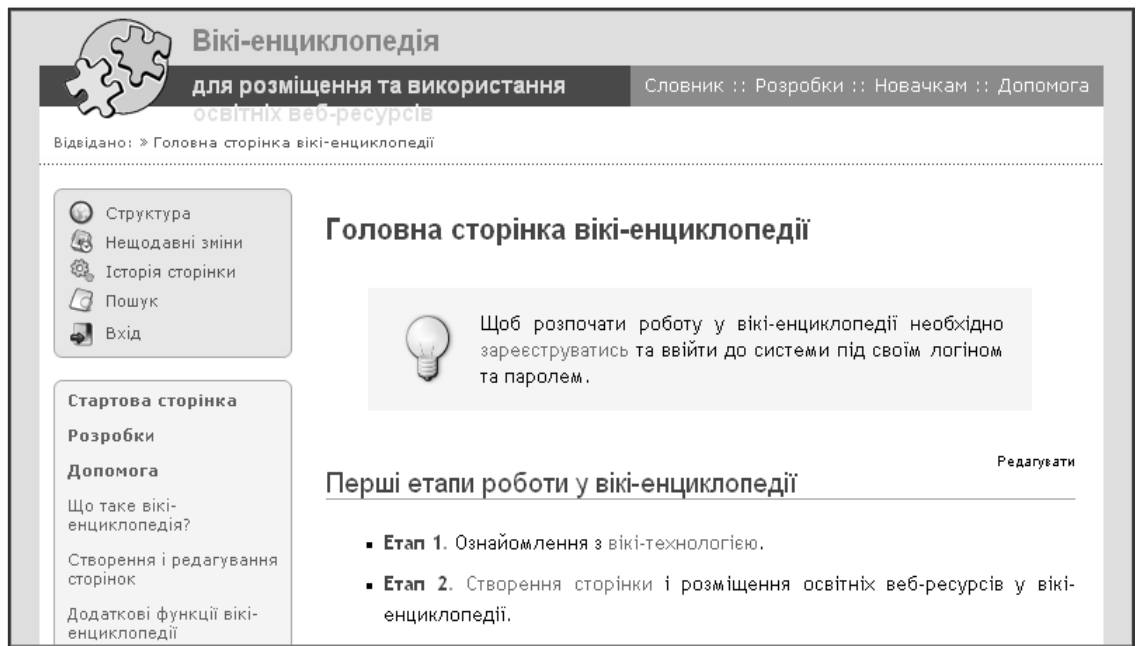 Вікі-енциклопедія
для розміщення та використання
освітніх веб-ресурсів
Словник :: Розробки :: Новачкам :: Допомога
Відвідано: » Головна сторінка вікі-енциклопедії
Структура
Нещодавні зміни
Історія сторінки
Пошук
Вхід
Стартова сторінка
Розробки
Допомога
Що таке вікі-
енциклопедія?
Створення і редагування
сторінок
Додаткові функції вікі-
енциклопедії
Головна сторінка вікі-енциклопедії
Щоб розпочати роботу у вікі-енциклопедії необхідно
зареєструватись та ввійти до системи під своїм логіном
та паролем.
Редагувати
Перші етапи роботи у вікі-енциклопедії
▪ Етап 1. Ознайомлення з вікі-технологією.
▪ Етап 2. Створення сторінки і розміщення освітніх веб-ресурсів у вікі-
енциклопедії.